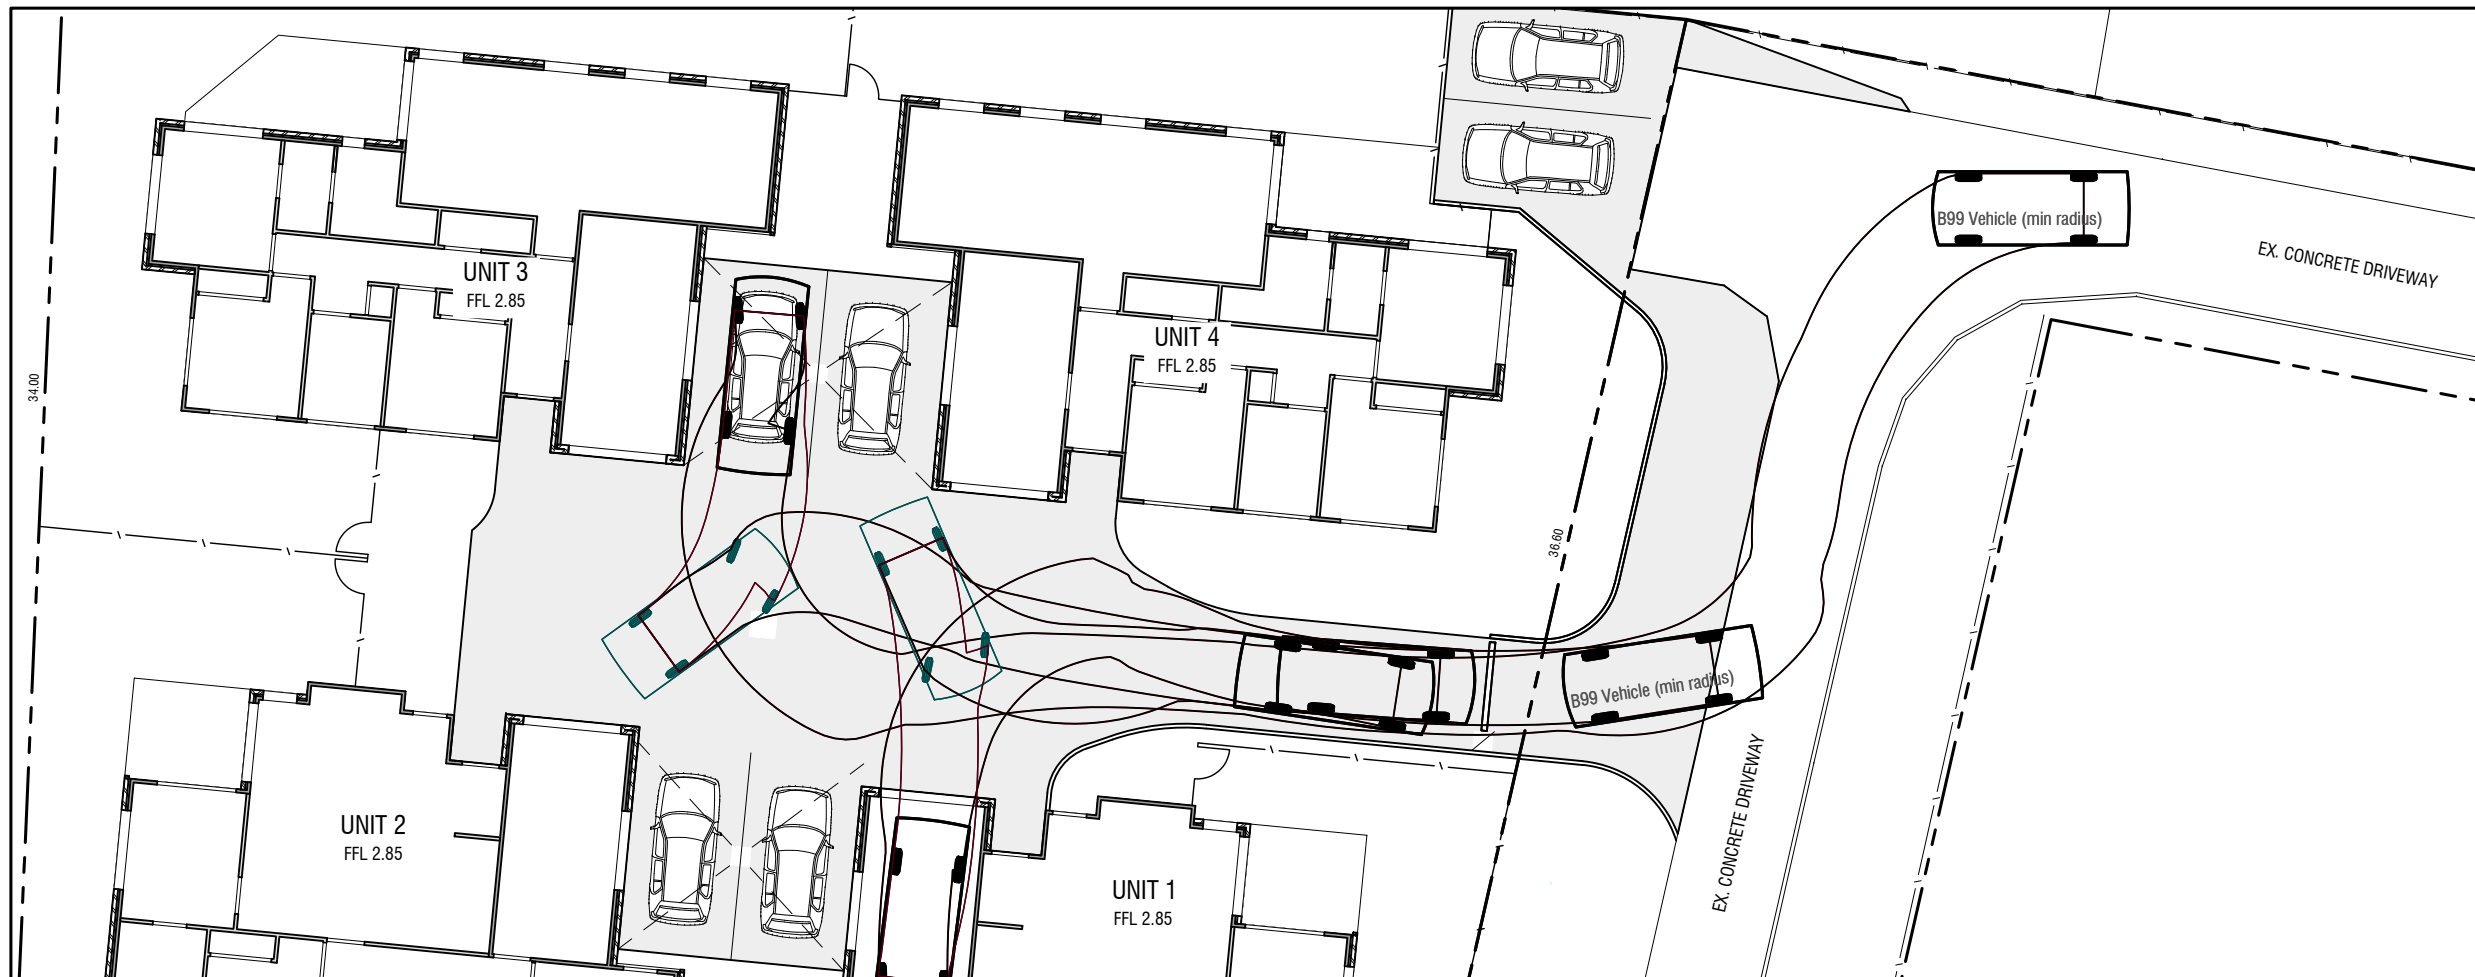 B99 Vehicle (min radius)
EX. CONCRETE DRIVEWAY
UNIT 3
FFL 2.85
UNIT 4
FFL 2.85
34.00
36.60
B99 Vehicle (min radius)
EX. CONCRETE DRIVEWAY
UNIT 2
FFL 2.85
UNIT 1
FFL 2.85